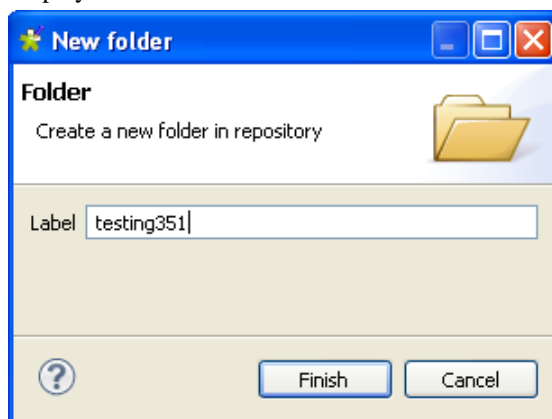 New folder
Folder
Create a new folder in repository
Label testing351
? Finish Cancel